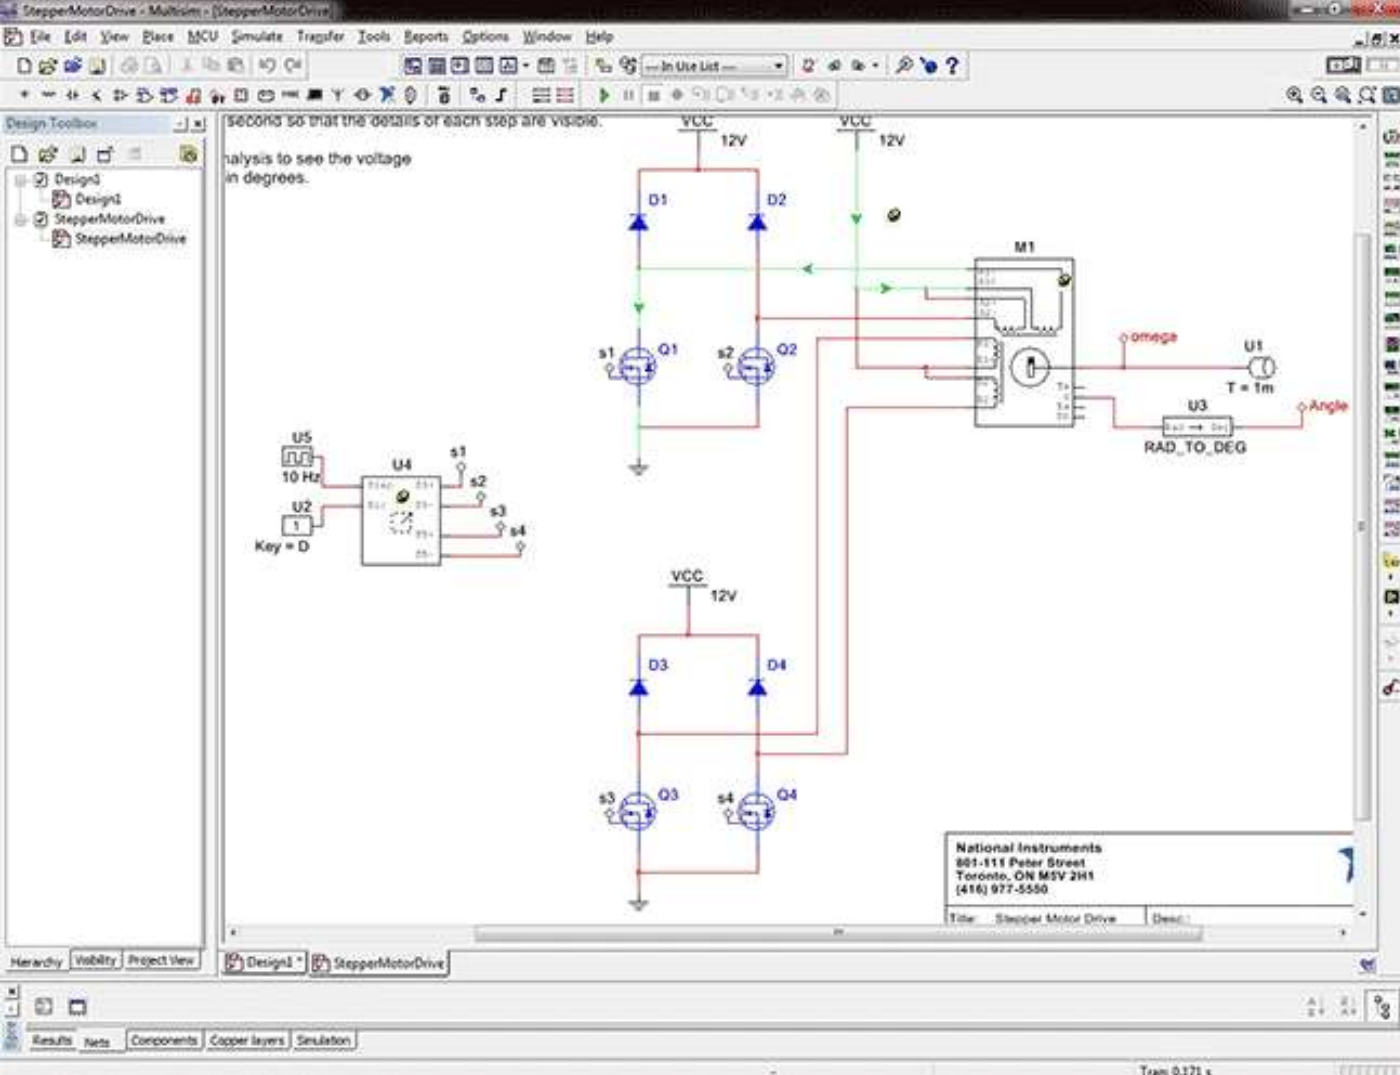 StepperMotorDrive - Multisim - [StepperMotorDrive]
File Edit View Place MCU Simulate Transfer Tools Reports Options Window Help
--- In Use List ---
Design Toolbox
Design1
Design1
StepperMotorDrive
StepperMotorDrive
second so that the details of each step are visible.
nalysis to see the voltage
in degrees.
VCC
12V
VCC
12V
D1
D2
M1
s1
Q1
s2
Q2
omega
U1
T = 1m
U3
Angle
RAD_TO_DEG
U5
10 Hz
U2
1
Key = D
U4
s1
s2
s3
s4
VCC
12V
D3
D4
s3
Q3
s4
Q4
National Instruments
801-111 Peter Street
Toronto, ON M5V 2H1
(416) 977-5550
Title: Stepper Motor Drive Desc.:
Hierarchy Visibility Project View
Design1 * StepperMotorDrive
Results Nets Components Copper layers Simulation
Tran: 0.171 s